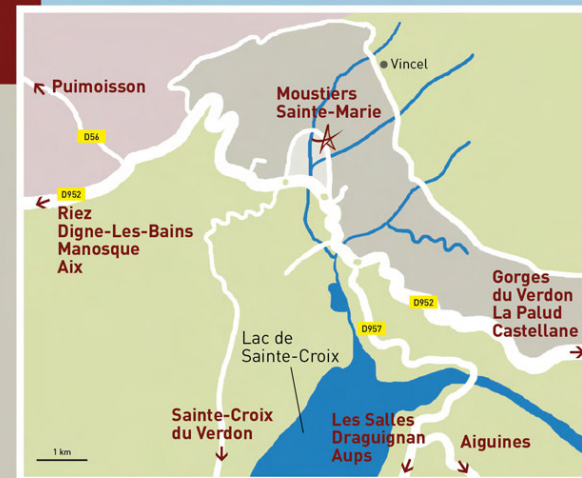 Puimoisson
Vincel
Moustiers
Sainte-Marie
D56
D952
Riez
Digne-Les-Bains
Manosque
Aix
Gorges
du Verdon
La Palud
Castellane
D952
D957
Lac de
Sainte-Croix
Sainte-Croix
du Verdon
Les Salles
Draguignan
Aups
Aiguines
1 km